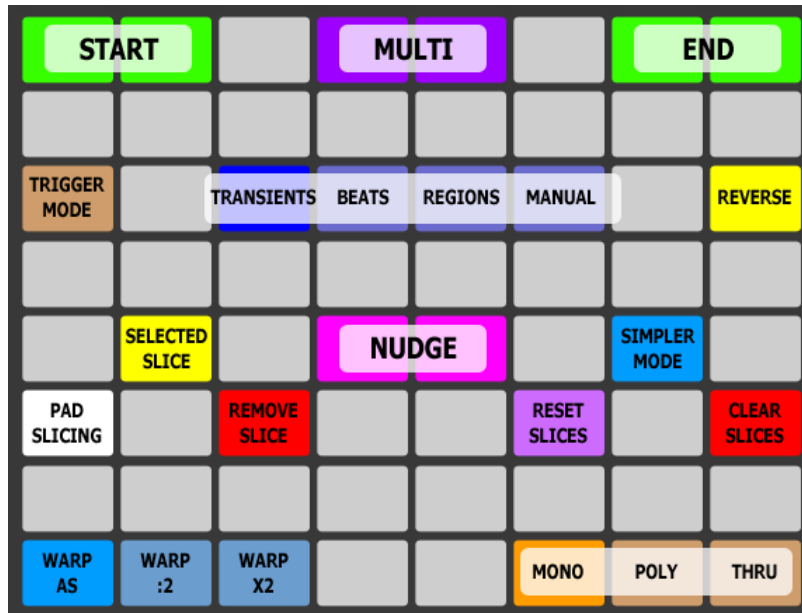 START MULTI END
TRIGGER
MODE
TRANSIENTS BEATS REGIONS MANUAL REVERSE
SELECTED
SLICE
NUDGE
SIMPLER
MODE
PAD
SLICING
REMOVE
SLICE
RESET
SLICES
CLEAR
SLICES
WARP
AS
WARP
:2
WARP
X2
MONO POLY THRU